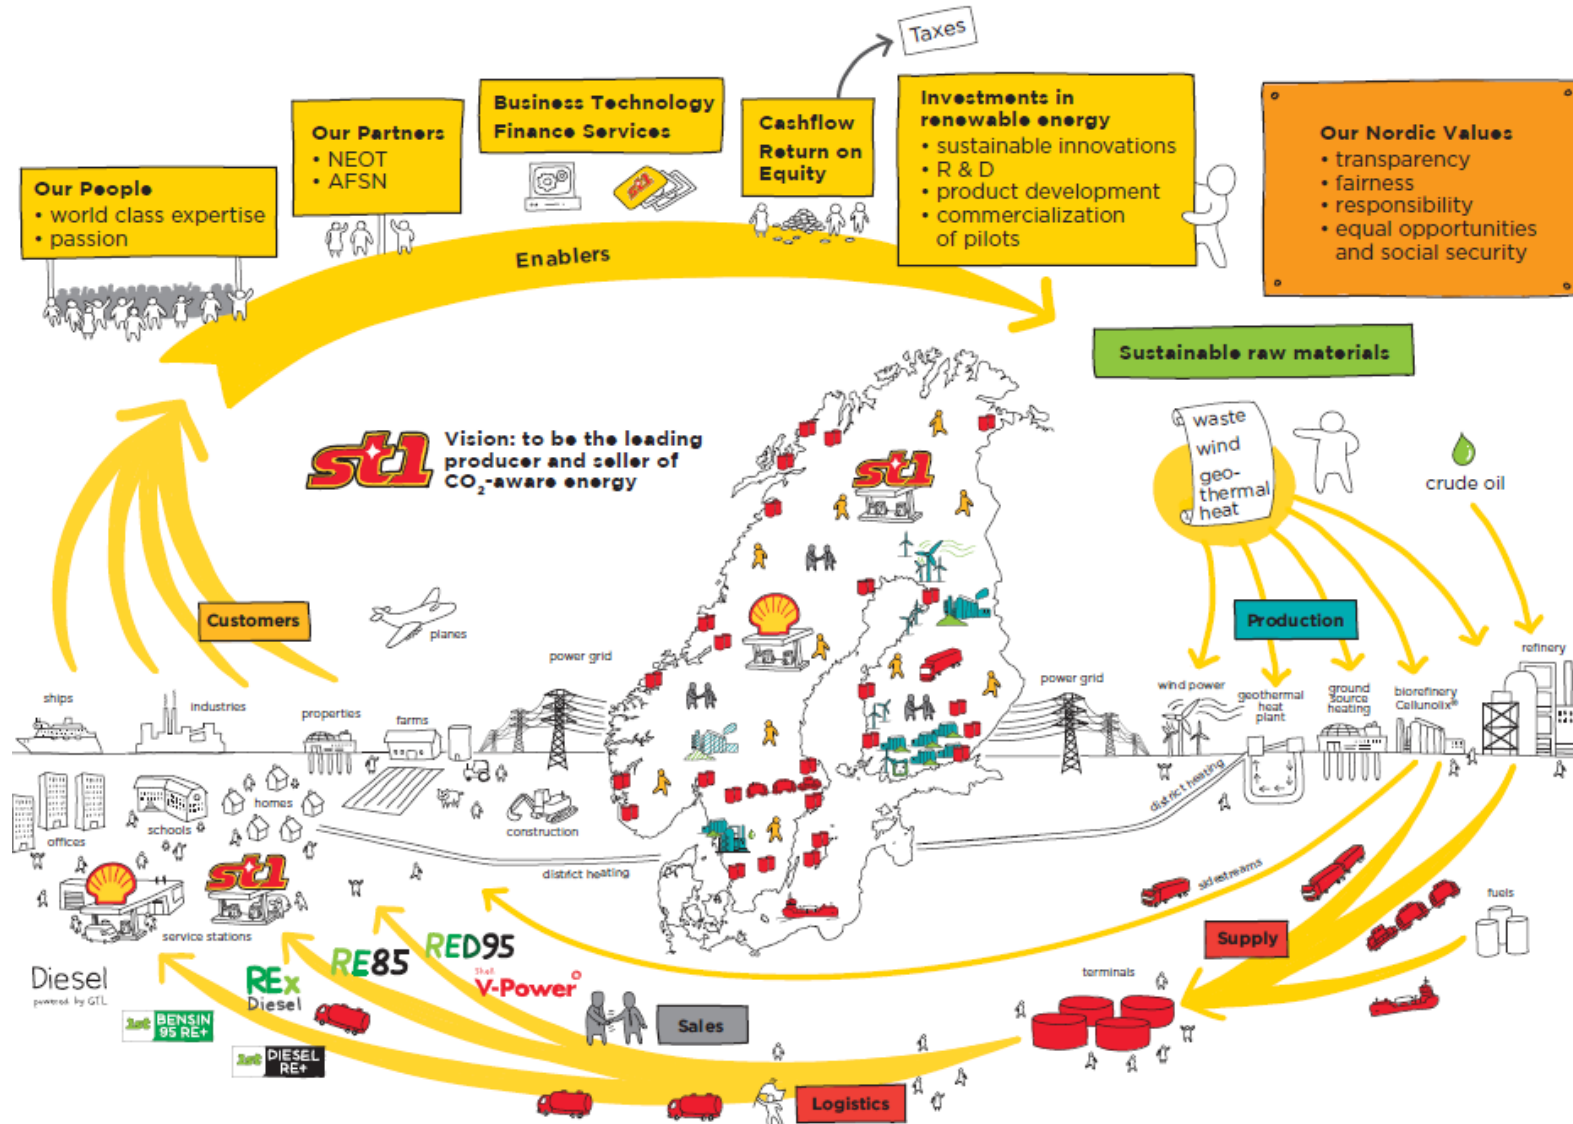 Taxes
Business Technology
Finance Services
Cashflow
Return on
Equity
Investments in
renewable energy
• sustainable innovations
• R & D
• product development
• commercialization
of pilots
Our Nordic Values
• transparency
• fairness
• responsibility
• equal opportunities
and social security
Our Partners
• NEOT
• AFSN
Our People
• world class expertise
• passion
Enablers
Sustainable raw materials
waste
wind
geo-
thermal
heat
crude oil
st1
Vision: to be the leading
producer and seller of
CO₂-aware energy
st1
Customers
planes
Production
power grid
power grid
wind power
geothermal
heat
plant
ground
source
heating
biorefinery
Cellunolix®
refinery
ships
industries
properties
farms
homes
schools
offices
construction
district heating
district heating
st1
service stations
sidestreams
fuels
Supply
terminals
Diesel
powered by GTL
REx
Diesel
RE85
RED95
Shell
V-Power
1st BENSIN
95 RE+
1st DIESEL
RE+
Sales
Logistics